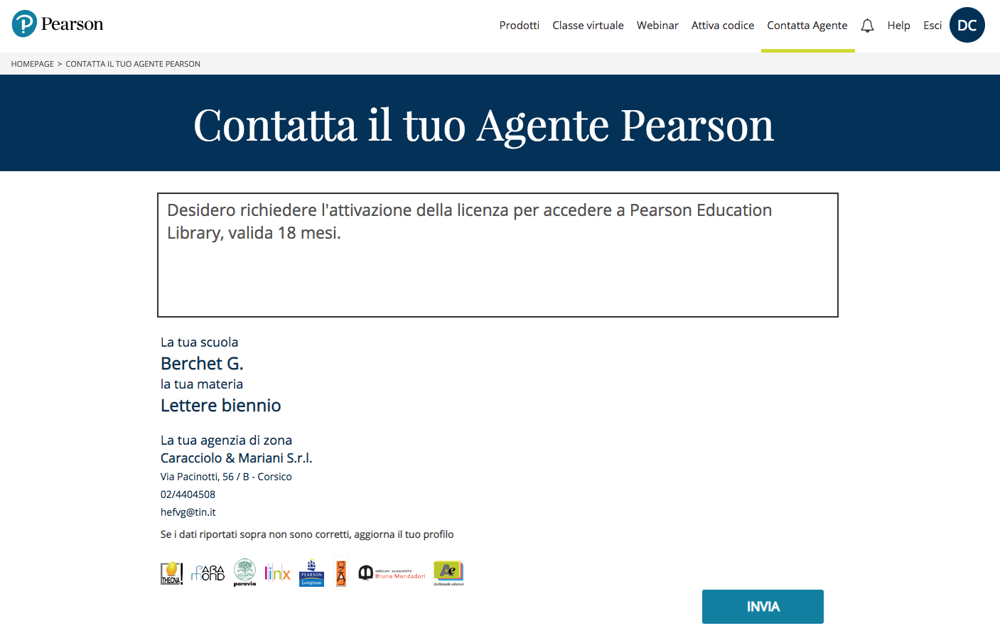 Pearson
Prodotti Classe virtuale Webinar Attiva codice Contatta Agente Help Esci DC
HOMEPAGE > CONTATTA IL TUO AGENTE PEARSON
Contatta il tuo Agente Pearson
Desidero richiedere l'attivazione della licenza per accedere a Pearson Education
Library, valida 18 mesi.
La tua scuola
Berchet G.
la tua materia
Lettere biennio
La tua agenzia di zona
Caracciolo & Mariani S.r.l.
Via Pacinotti, 56 / B - Corsico
02/4404508
hefvg@tin.it
Se i dati riportati sopra non sono corretti, aggiorna il tuo profilo
THECNA! PARAMOND paravia linx PEARSON Longman LANG edizioni scolastiche Bruno Mondadori Ae Archimede edizioni
INVIA